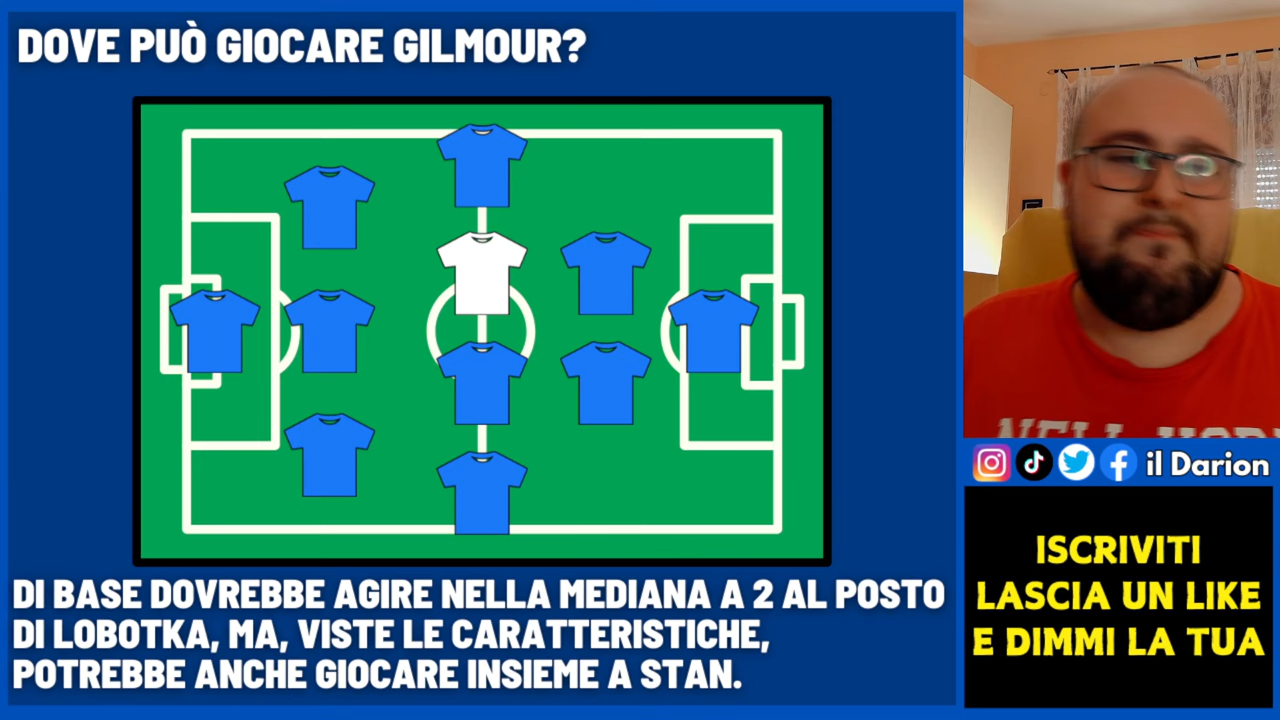 DOVE PUÒ GIOCARE GILMOUR?
DI BASE DOVREBBE AGIRE NELLA MEDIANA A 2 AL POSTO
DI LOBOTKA, MA, VISTE LE CARATTERISTICHE,
POTREBBE ANCHE GIOCARE INSIEME A STAN.
il Darion
ISCRIVITI
LASCIA UN LIKE
E DIMMI LA TUA